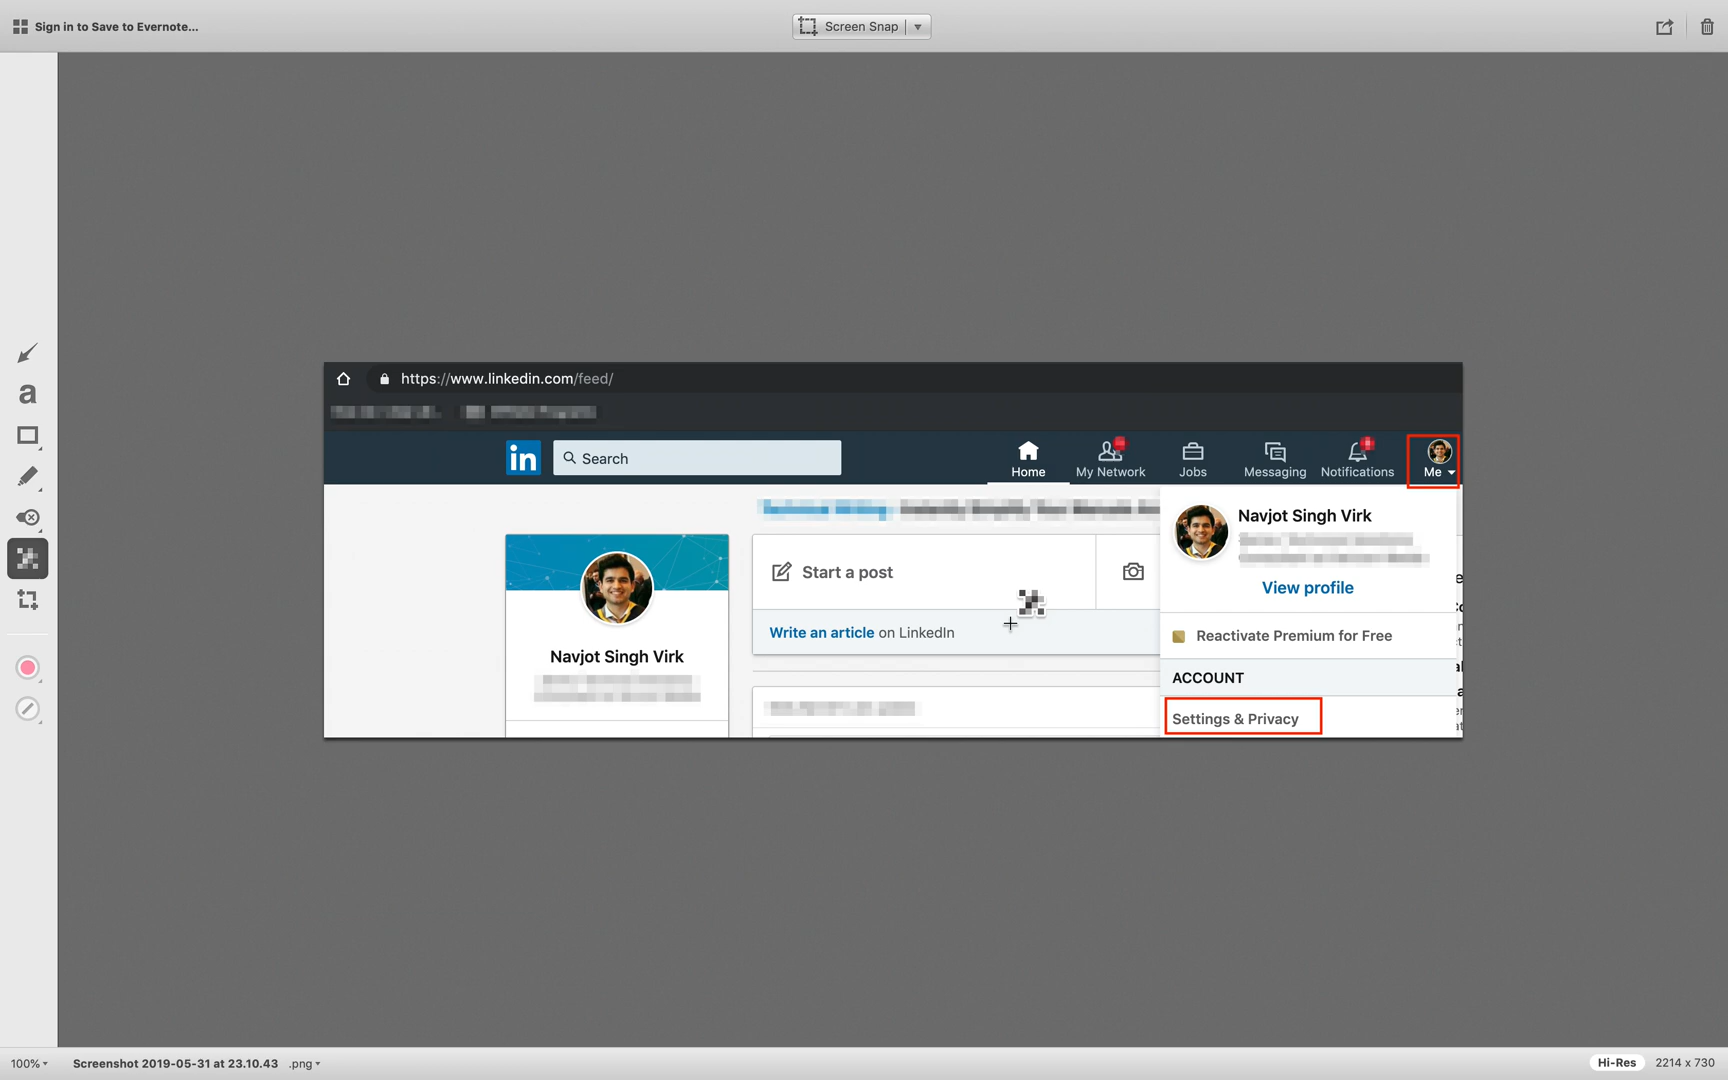 Sign in to Save to Evernote...
Screen Snap
a
https://www.linkedin.com/feed/
in
Search
Home
My Network
Jobs
Messaging
Notifications
Me
Navjot Singh Virk
View profile
Start a post
Reactivate Premium for Free
Write an article on LinkedIn
Navjot Singh Virk
ACCOUNT
Settings & Privacy
100%
Screenshot 2019-05-31 at 23.10.43 .png
Hi-Res
2214 x 730